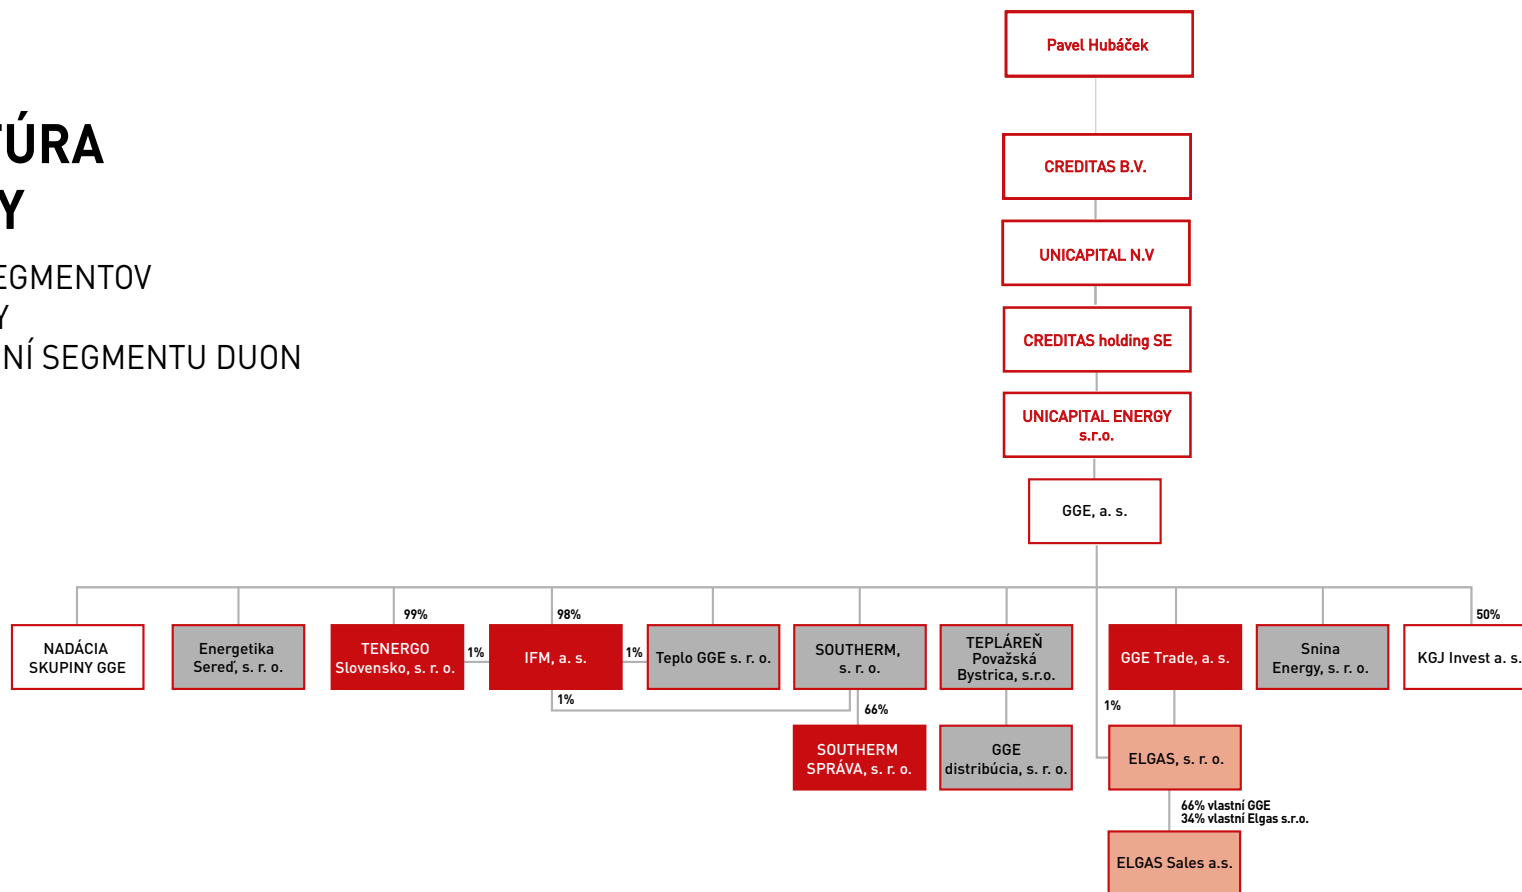 Pavel Hubáček
TÚRA
Y
EGMENTOV
Y
NÍ SEGMENTU DUON
CREDITAS B.V.
UNICAPITAL N.V
CREDITAS holding SE
UNICAPITAL ENERGY
s.r.o.
GGE, a. s.
99%
98%
50%
NADÁCIA
SKUPINY GGE
Energetika
Sereď, s. r. o.
TENERGO
Slovensko, s. r. o.
1%
IFM, a. s.
1%
Teplo GGE s. r. o.
SOUTHERM,
s. r. o.
TEPLÁREŇ
Považská
Bystrica, s.r.o.
GGE Trade, a. s.
Snina
Energy, s. r. o.
KGJ Invest a. s.
1%
66%
1%
SOUTHERM
SPRÁVA, s. r. o.
GGE
distribúcia, s. r. o.
ELGAS, s. r. o.
66% vlastní GGE
34% vlastní Elgas s.r.o.
ELGAS Sales a.s.